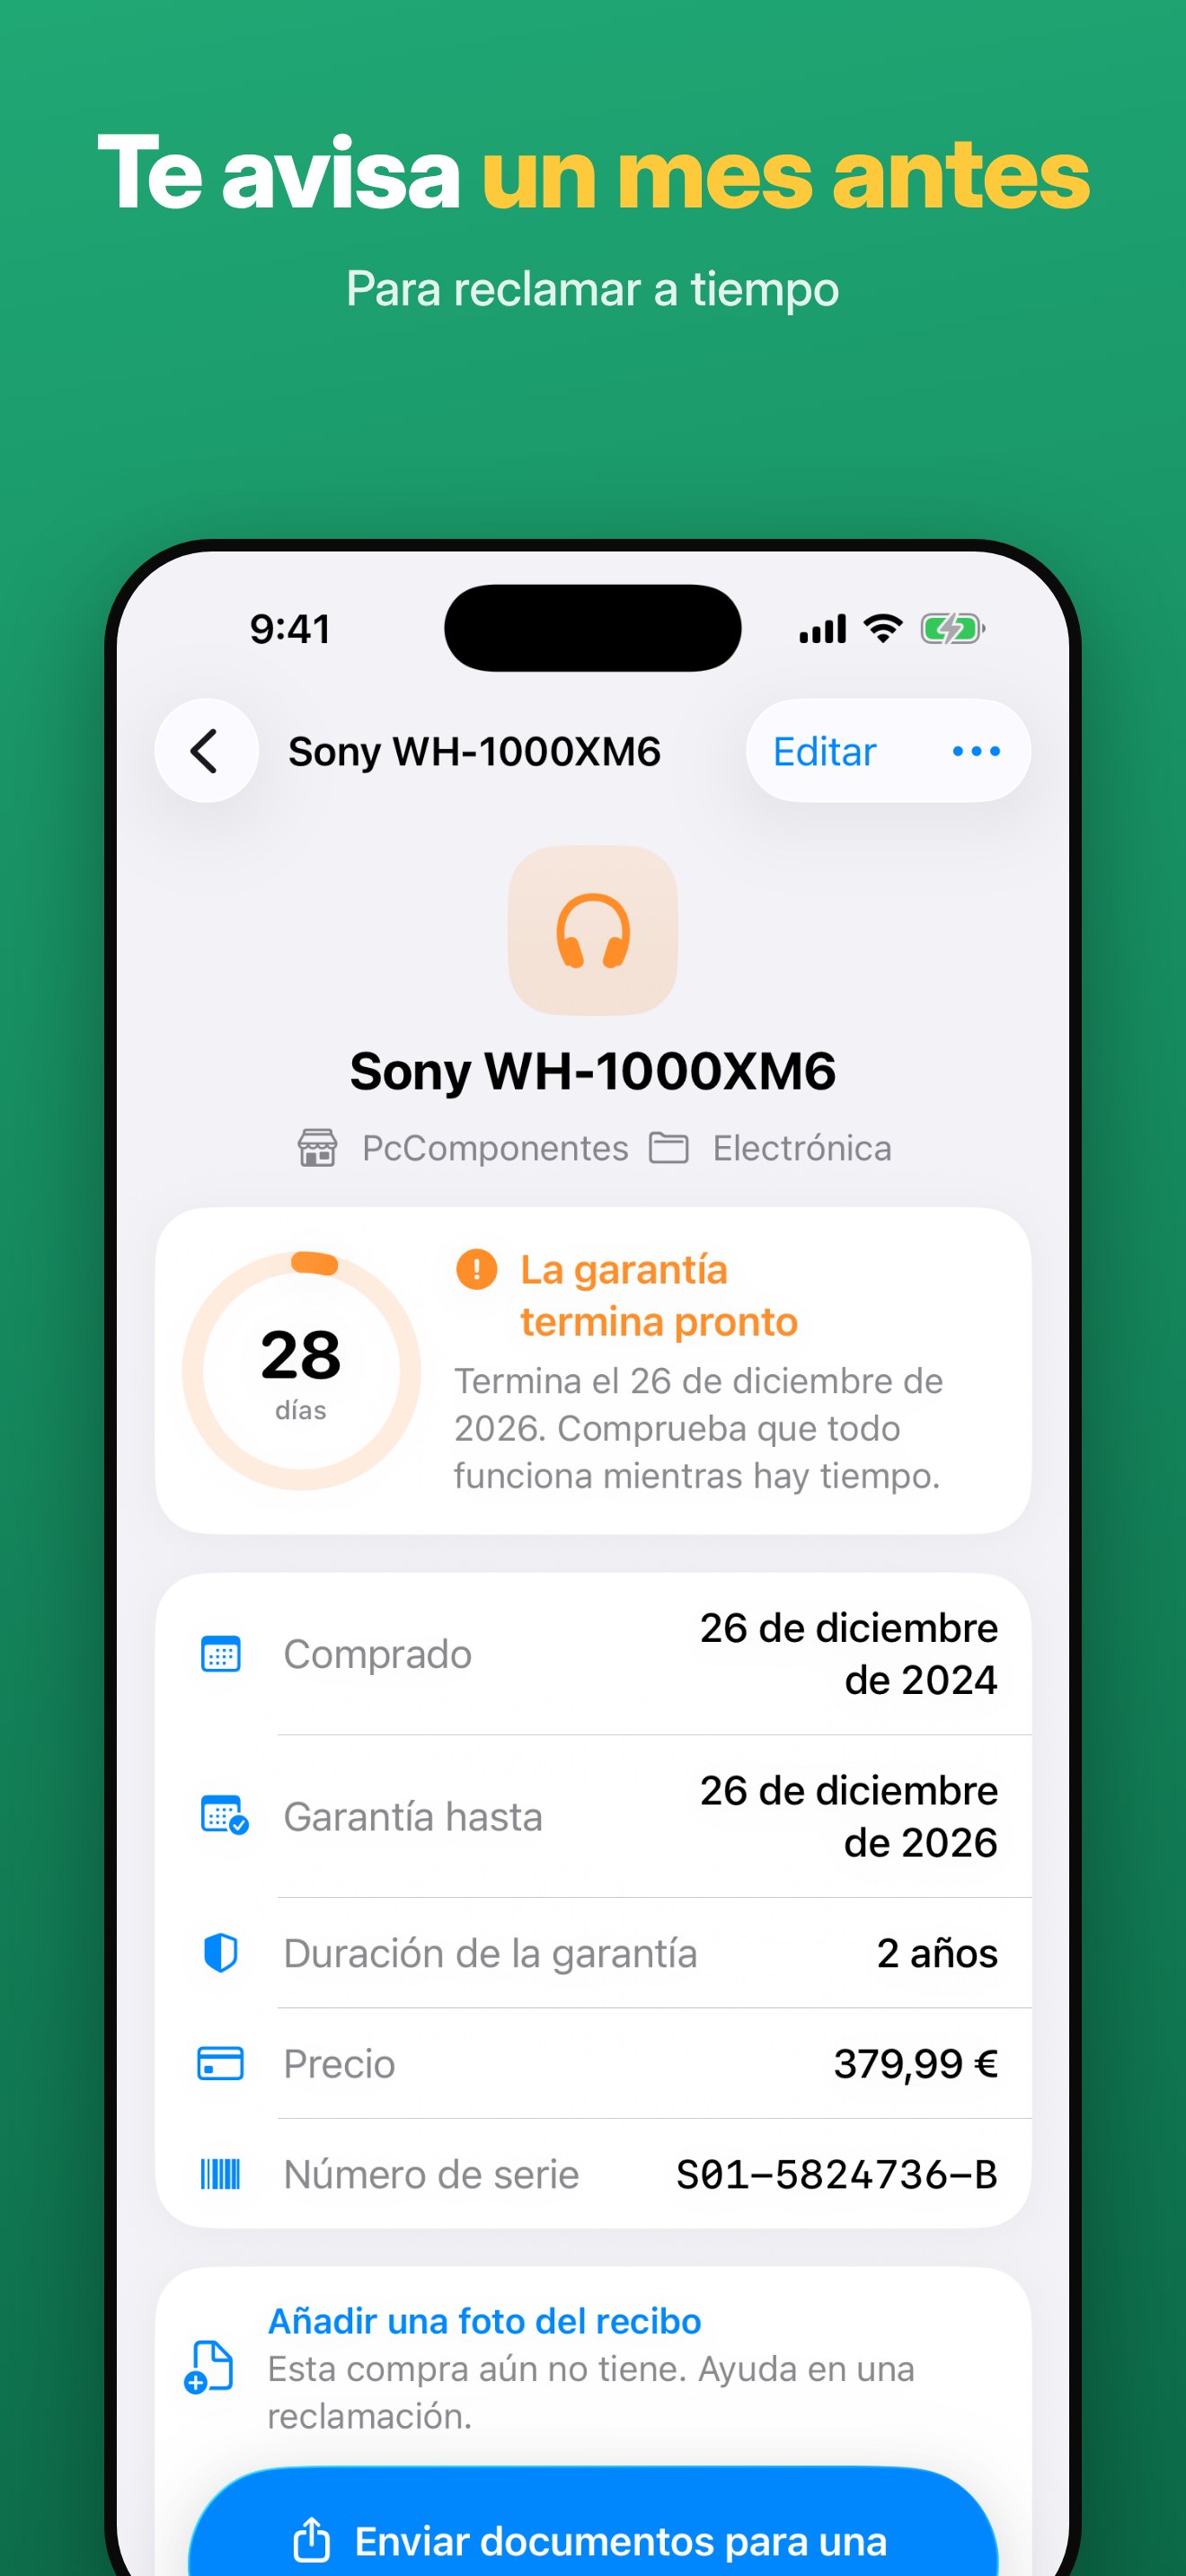 Te avisa un mes antes
Para reclamar a tiempo
9:41
Sony WH-1000XM6
Editar
Sony WH-1000XM6
PcComponentes Electrónica
28
días
La garantía
termina pronto
Termina el 26 de diciembre de
2026. Comprueba que todo
funciona mientras hay tiempo.
Comprado
26 de diciembre
de 2024
Garantía hasta
26 de diciembre
de 2026
Duración de la garantía 2 años
Precio 379,99 €
Número de serie S01-5824736-B
Añadir una foto del recibo
Esta compra aún no tiene. Ayuda en una
reclamación.
Enviar documentos para una